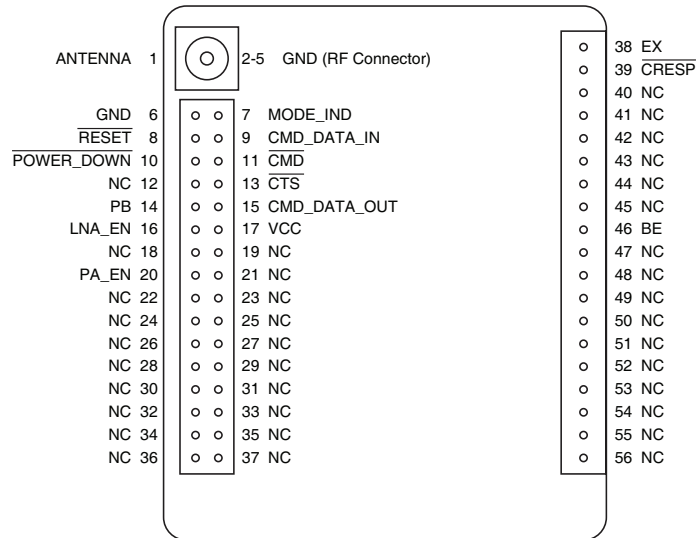 ANTENNA 1 2-5 GND (RF Connector)
GND 6 7 MODE_IND
RESET 8 9 CMD_DATA_IN
POWER_DOWN 10 11 CMD
NC 12 13 CTS
PB 14 15 CMD_DATA_OUT
LNA_EN 16 17 VCC
NC 18 19 NC
PA_EN 20 21 NC
NC 22 23 NC
NC 24 25 NC
NC 26 27 NC
NC 28 29 NC
NC 30 31 NC
NC 32 33 NC
NC 34 35 NC
NC 36 37 NC
38 EX
39 CRESP
40 NC
41 NC
42 NC
43 NC
44 NC
45 NC
46 BE
47 NC
48 NC
49 NC
50 NC
51 NC
52 NC
53 NC
54 NC
55 NC
56 NC